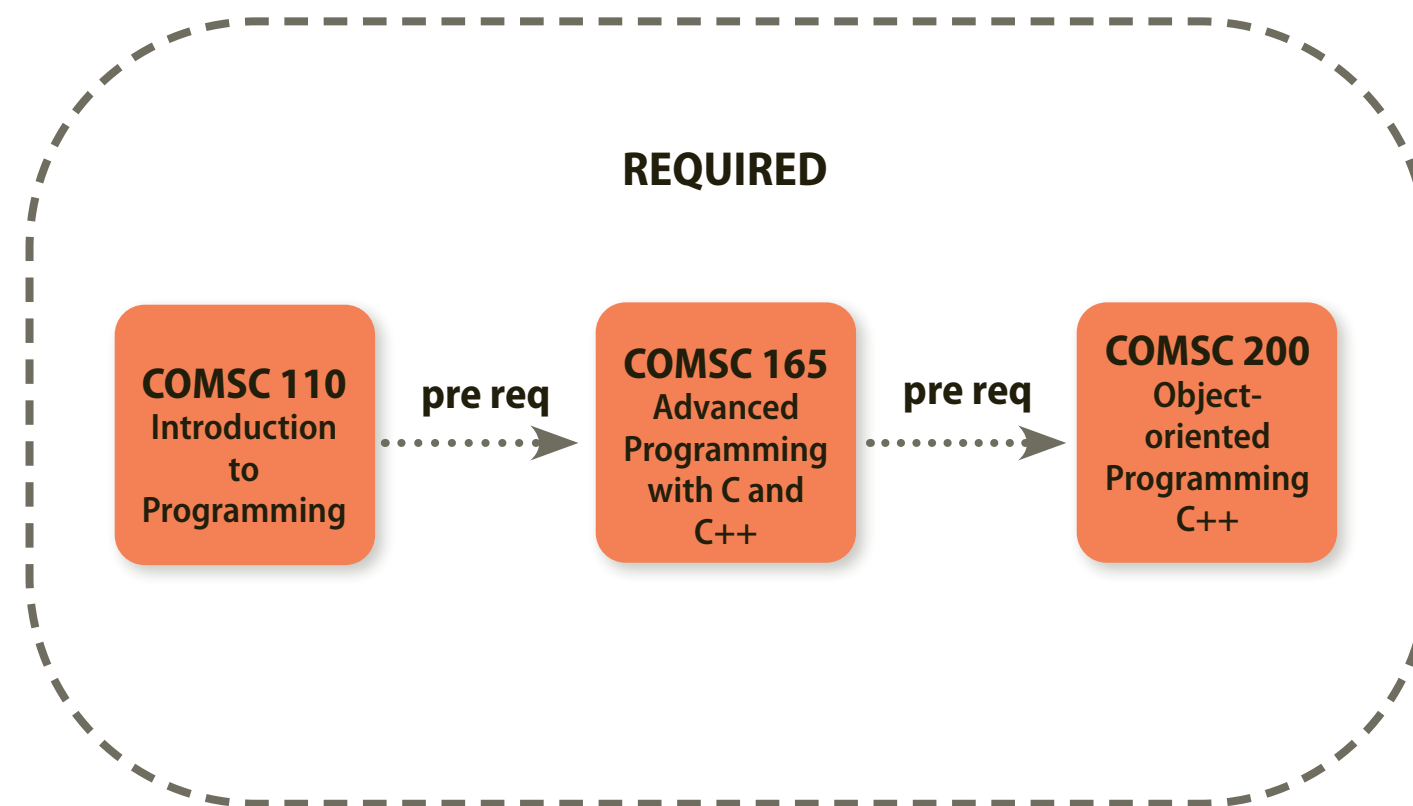 REQUIRED
COMSC 110
Introduction
to
Programming
pre req
COMSC 165
Advanced
Programming
with C and
C++
pre req
COMSC 200
Object-
oriented
Programming
C++